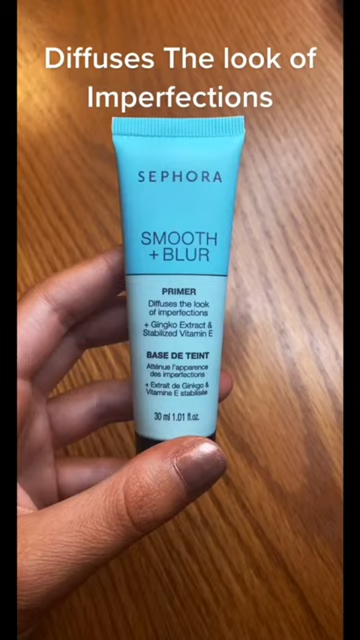 Diffuses The look of
Imperfections
SEPHORA
SMOOTH
+ BLUR
PRIMER
Diffuses the look
of imperfections
+ Gingko Extract &
Stabilized Vitamin E
BASE DE TEINT
Atténue l'apparence
des imperfections
+ Extrait de Ginkgo &
Vitamine E stabilisée
30 ml 1.01 fl.oz.